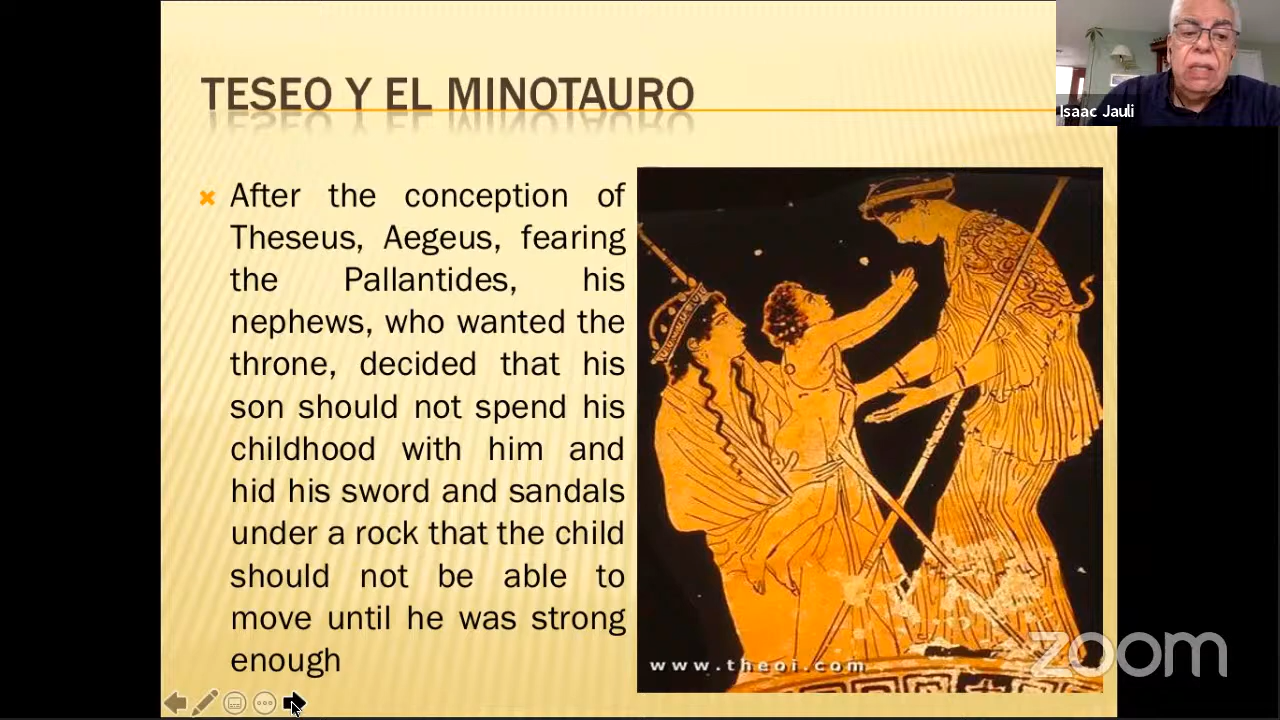 TESEO Y EL MINOTAURO
Isaac Jauli
After the conception of
Theseus, Aegeus, fearing
the Pallantides, his
nephews, who wanted the
throne, decided that his
son should not spend his
childhood with him and
hid his sword and sandals
under a rock that the child
should not be able to
move until he was strong
enough
www.theoi.com
zoom